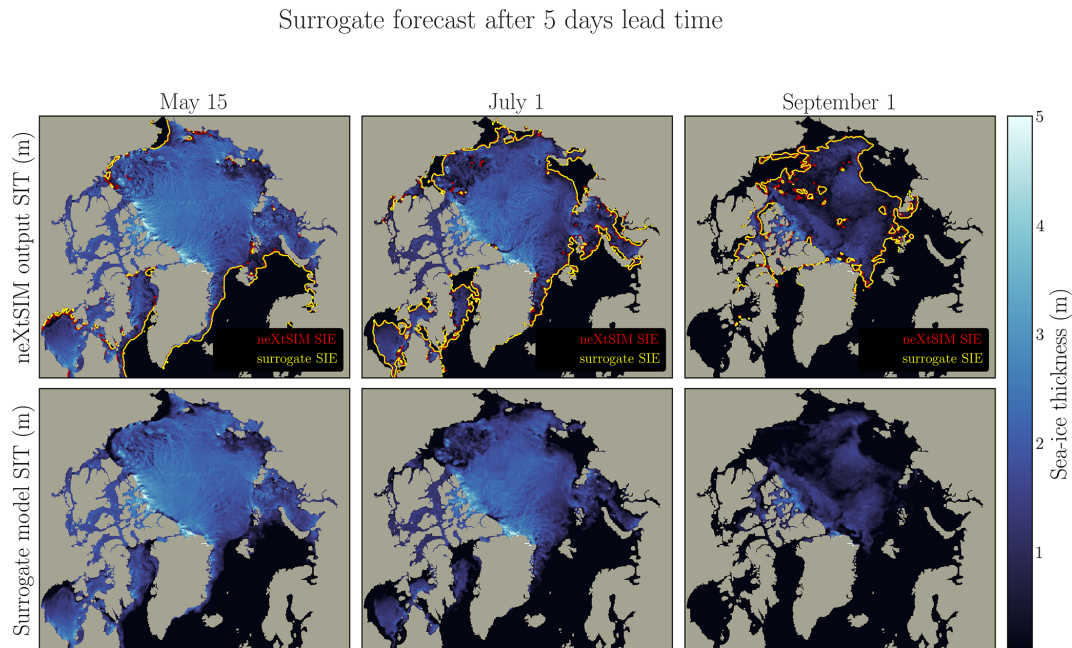 Surrogate forecast after 5 days lead time
May 15
July 1
September 1
neXtSIM output SIT (m)
neXtSIM SIE
surrogate SIE
neXtSIM SIE
surrogate SIE
neXtSIM SIE
surrogate SIE
Surrogate model SIT (m)
5
4
3
2
1
Sea-ice thickness (m)